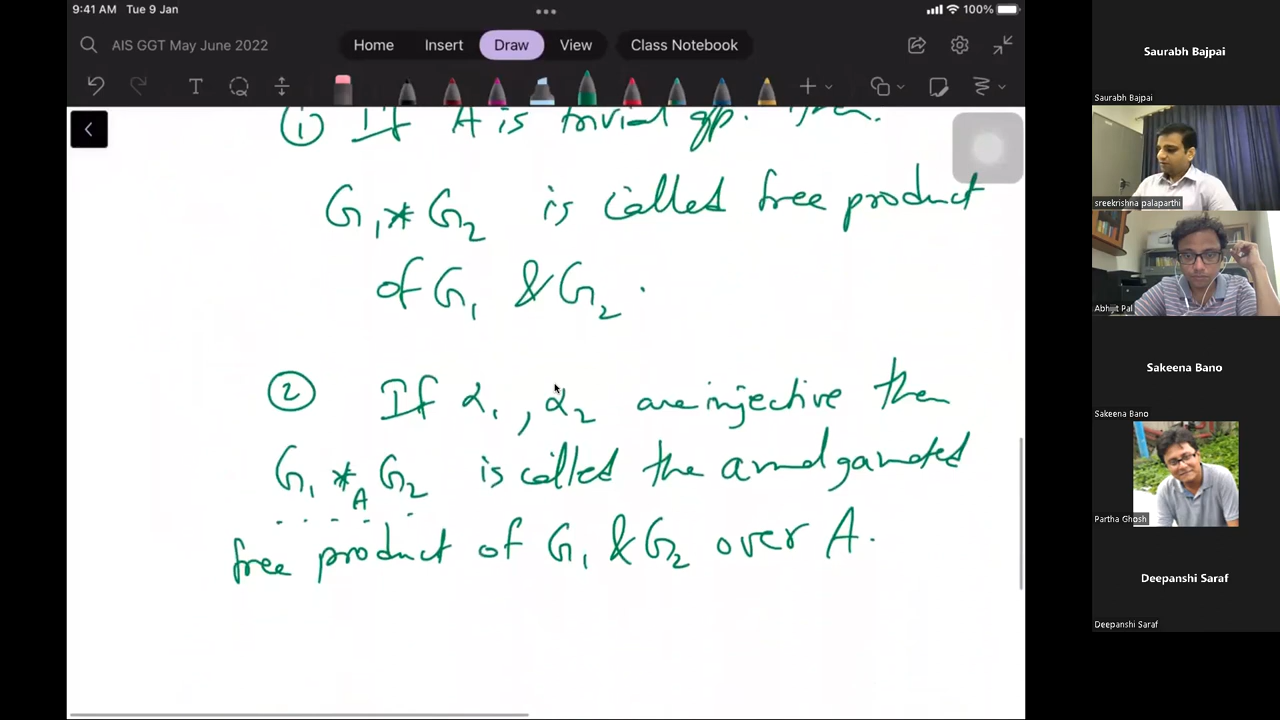 9:41 AM Tue 9 Jan
100%
AIS GGT May June 2022
Home Insert Draw View Class Notebook
① If A is trivial gp. then
G₁ * G₂ is called free product
of G₁ & G₂.
② If α₁, α₂ are injective then
G₁ *_A G₂ is called the amalgamated
free product of G₁ & G₂ over A.
Saurabh Bajpai
Saurabh Bajpai
sreekrishna palaparthi
Abhijit Pal
Sakeena Bano
Sakeena Bano
Partha Ghosh
Deepanshi Saraf
Deepanshi Saraf